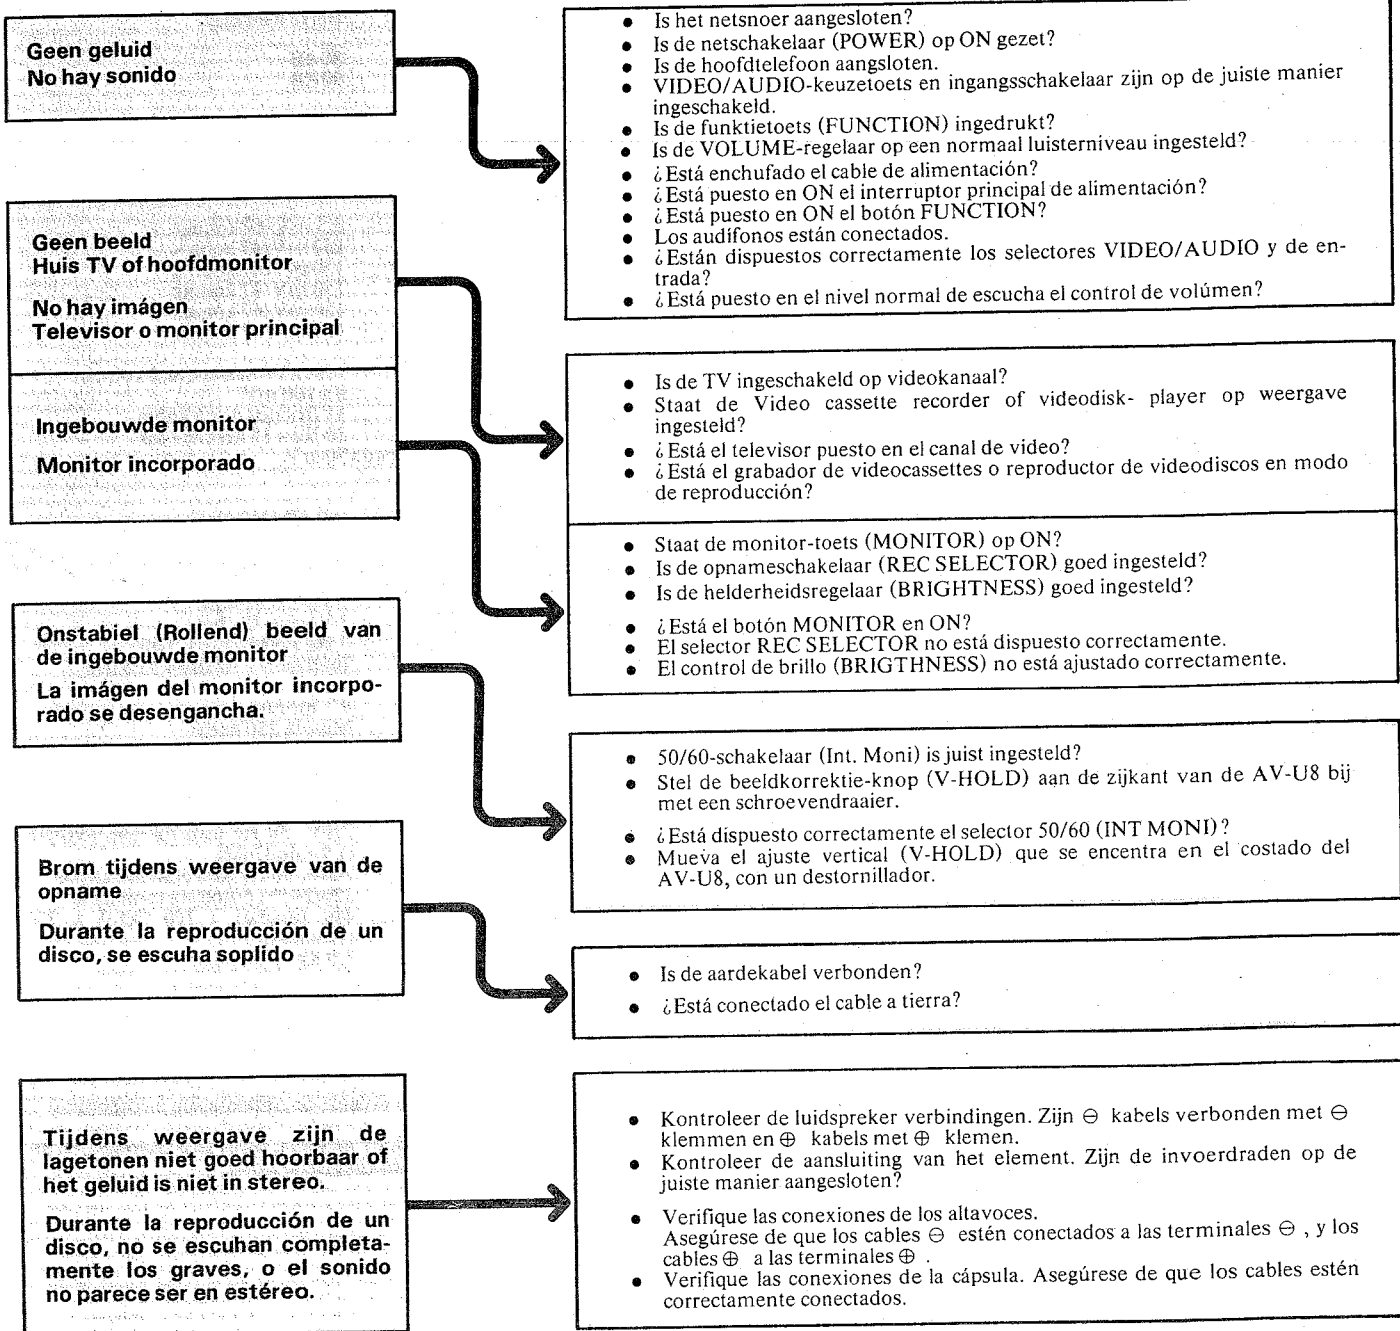 Geen geluid
No hay sonido
• Is het netsnoer aangesloten?
• Is de netschakelaar (POWER) op ON gezet?
• Is de hoofdtelefoon aangsloten.
• VIDEO/AUDIO-keuzetoets en ingangsschakelaar zijn op de juiste manier
ingeschakeld.
• Is de funktietoets (FUNCTION) ingedrukt?
• Is de VOLUME-regelaar op een normaal luisterniveau ingesteld?
• ¿Está enchufado el cable de alimentación?
• ¿Está puesto en ON el interruptor principal de alimentación?
• ¿Está puesto en ON el botón FUNCTION?
• Los audífonos están conectados.
• ¿Están dispuestos correctamente los selectores VIDEO/AUDIO y de en-
trada?
• ¿Está puesto en el nivel normal de escucha el control de volúmen?
Geen beeld
Huis TV of hoofdmonitor
No hay imágen
Televisor o monitor principal
• Is de TV ingeschakeld op videokanaal?
• Staat de Video cassette recorder of videodisk- player op weergave
ingesteld?
• ¿Está el televisor puesto en el canal de video?
• ¿Está el grabador de videocassettes o reproductor de videodiscos en modo
de reproducción?
Ingebouwde monitor
Monitor incorporado
• Staat de monitor-toets (MONITOR) op ON?
• Is de opnameschakelaar (REC SELECTOR) goed ingesteld?
• Is de helderheidsregelaar (BRIGHTNESS) goed ingesteld?
• ¿Está el botón MONITOR en ON?
• El selector REC SELECTOR no está dispuesto correctamente.
• El control de brillo (BRIGTHNESS) no está ajustado correctamente.
Onstabiel (Rollend) beeld van
de ingebouwde monitor
La imágen del monitor incorpo-
rado se desengancha.
• 50/60-schakelaar (Int. Moni) is juist ingesteld?
• Stel de beeldkorrektie-knop (V-HOLD) aan de zijkant van de AV-U8 bij
met een schroevendraaier.
• ¿Está dispuesto correctamente el selector 50/60 (INT MONI)?
• Mueva el ajuste vertical (V-HOLD) que se encentra en el costado del
AV-U8, con un destornillador.
Brom tijdens weergave van de
opname
Durante la reproducción de un
disco, se escuha soplido
• Is de aardekabel verbonden?
• ¿Está conectado el cable a tierra?
Tijdens weergave zijn de
lagetonen niet goed hoorbaar of
het geluid is niet in stereo.
Durante la reproducción de un
disco, no se escuhan completa-
mente los graves, o el sonido
no parece ser en estéreo.
• Kontroleer de luidspreker verbindingen. Zijn ⊖ kabels verbonden met ⊖
klemmen en ⊕ kabels met ⊕ klemen.
• Kontroleer de aansluiting van het element. Zijn de invoerdraden op de
juiste manier aangesloten?
• Verifique las conexiones de los altavoces.
Asegúrese de que los cables ⊖ estén conectados a las terminales ⊖ , y los
cables ⊕ a las terminales ⊕ .
• Verifique las conexiones de la cápsula. Asegúrese de que los cables estén
correctamente conectados.